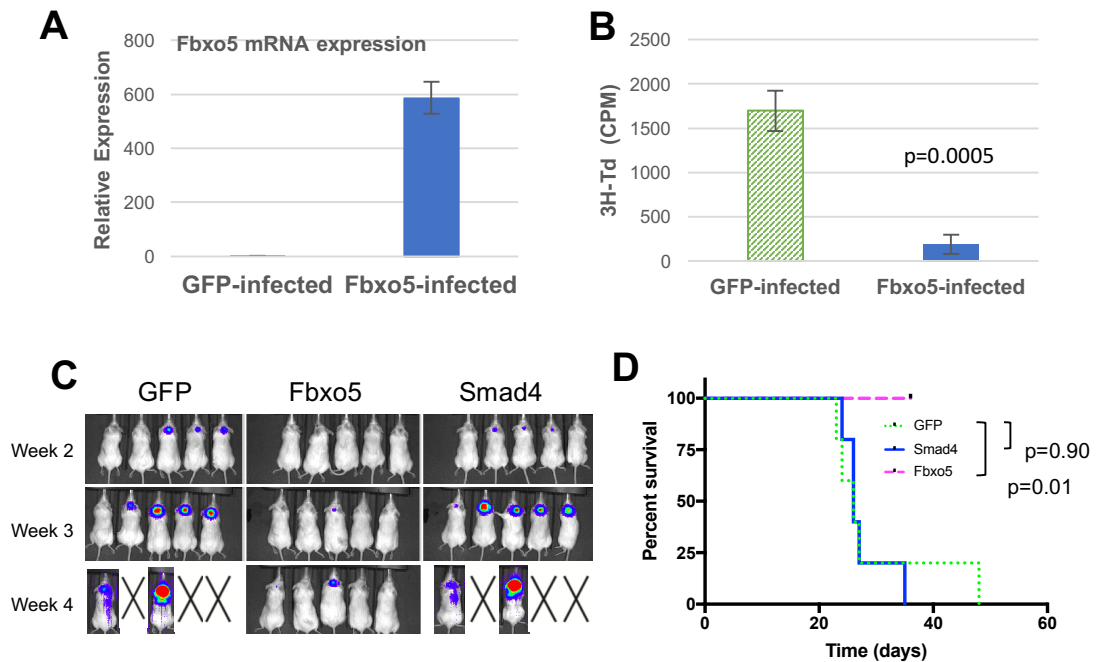 A
Fbxo5 mRNA expression
Relative Expression
800
600
400
200
0
GFP-infected Fbxo5-infected
B
3H-Td (CPM)
2500
2000
1500
1000
500
0
p=0.0005
GFP-infected Fbxo5-infected
C
GFP Fbxo5 Smad4
Week 2
Week 3
Week 4
D
Percent survival
100
75
50
25
0
GFP
Smad4
Fbxo5
p=0.90
p=0.01
0 20 40 60
Time (days)